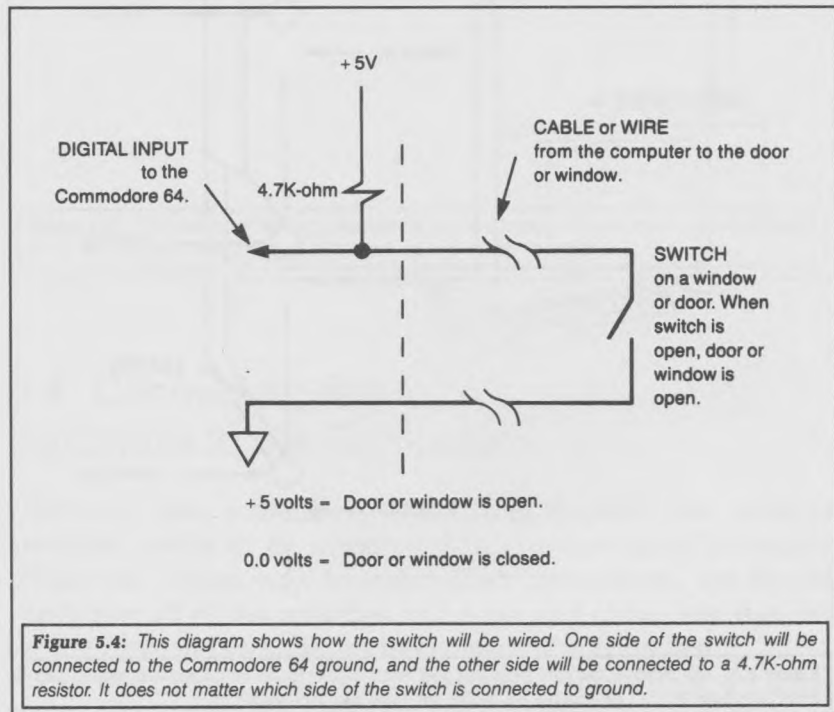 + 5V
DIGITAL INPUT
to the
Commodore 64.
4.7K-ohm
CABLE or WIRE
from the computer to the door
or window.
SWITCH
on a window
or door. When
switch is
open, door or
window is
open.
+ 5 volts = Door or window is open.
0.0 volts = Door or window is closed.
Figure 5.4: This diagram shows how the switch will be wired. One side of the switch will be
connected to the Commodore 64 ground, and the other side will be connected to a 4.7K-ohm
resistor. It does not matter which side of the switch is connected to ground.